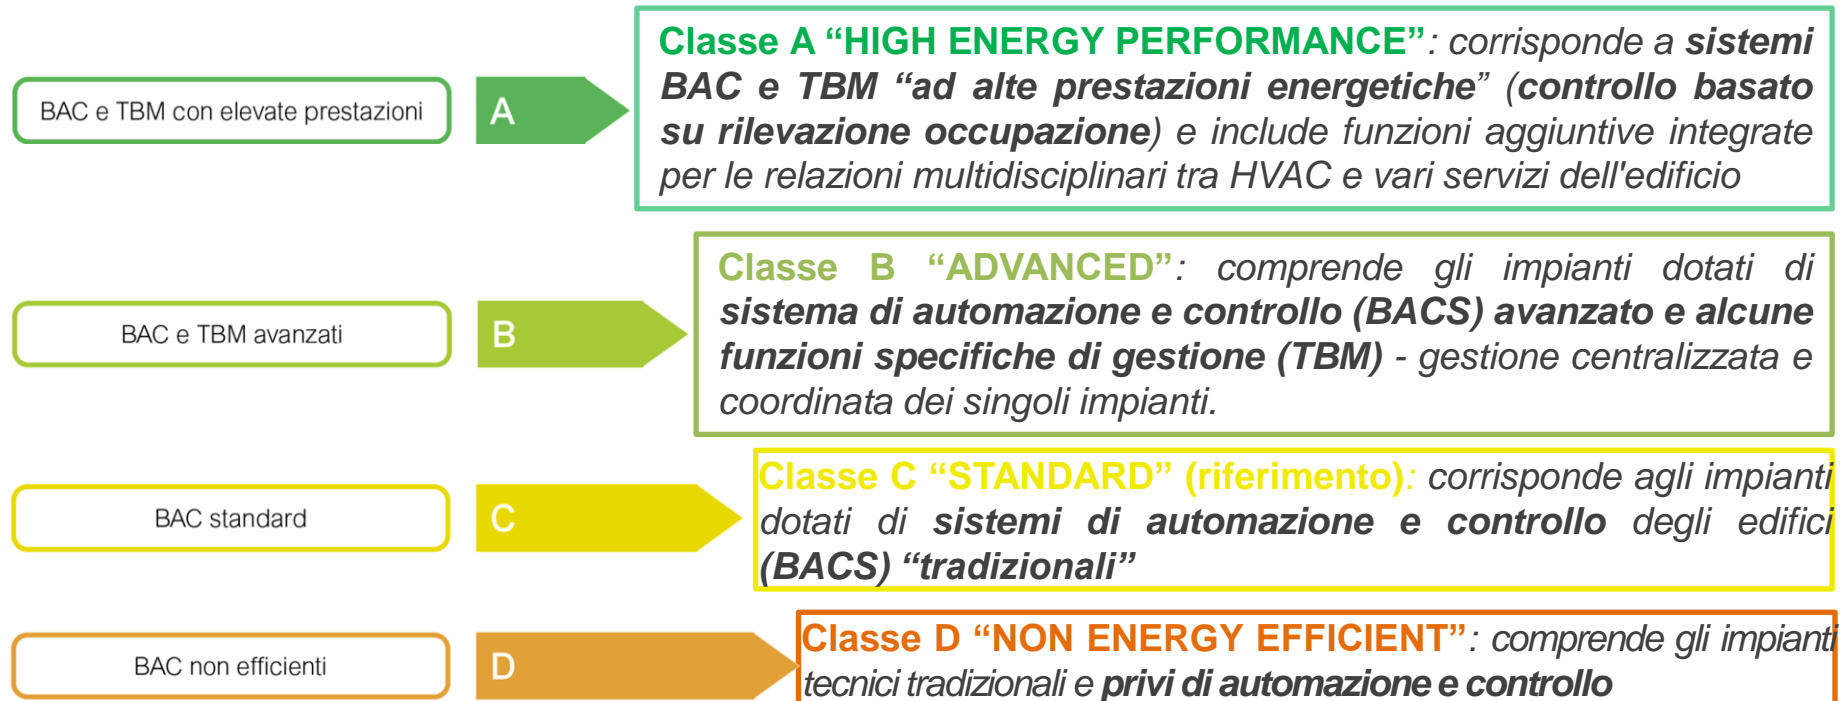 BAC e TBM con elevate prestazioni
A
Classe A “HIGH ENERGY PERFORMANCE”: corrisponde a sistemi
BAC e TBM “ad alte prestazioni energetiche” (controllo basato
su rilevazione occupazione) e include funzioni aggiuntive integrate
per le relazioni multidisciplinari tra HVAC e vari servizi dell'edificio
BAC e TBM avanzati
B
Classe B “ADVANCED”: comprende gli impianti dotati di
sistema di automazione e controllo (BACS) avanzato e alcune
funzioni specifiche di gestione (TBM) - gestione centralizzata e
coordinata dei singoli impianti.
BAC standard
C
Classe C “STANDARD” (riferimento): corrisponde agli impianti
dotati di sistemi di automazione e controllo degli edifici
(BACS) “tradizionali”
BAC non efficienti
D
Classe D “NON ENERGY EFFICIENT”: comprende gli impianti
tecnici tradizionali e privi di automazione e controllo